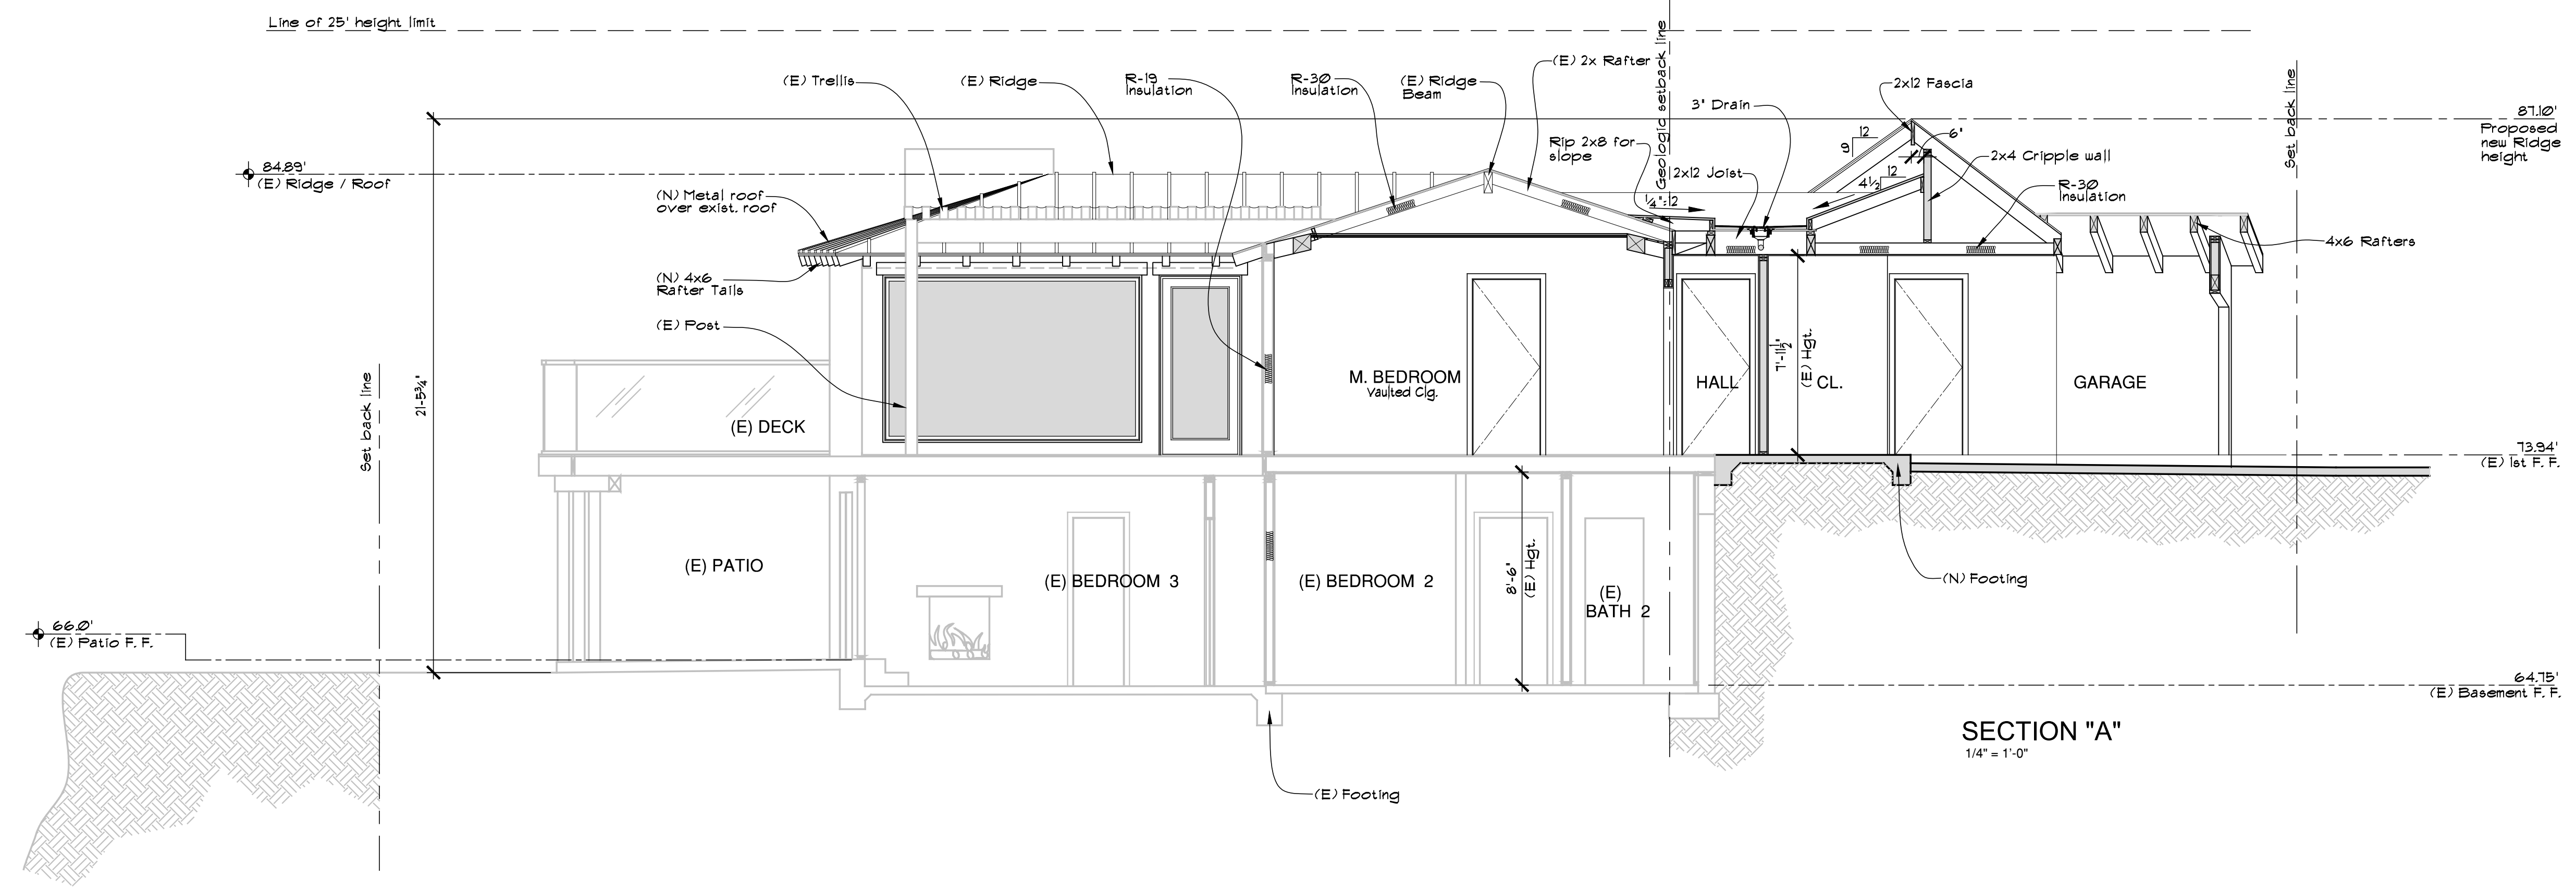 Line of 25' height limit
(E) Trellis
(E) Ridge
R-19
Insulation
R-30
Insulation
(E) Ridge
Beam
(E) 2x Rafter
Geologic setback line
3" Drain
2x12 Fascia
Set back line
87.10'
Proposed
new Ridge
height
84.89'
(E) Ridge / Roof
Rip 2x8 for
slope
2x12 Joist
1/4":12
12
9
6"
12
4 1/2
2x4 Cripple wall
R-30
Insulation
(N) Metal roof
over exist. roof
4x6 Rafters
(N) 4x6
Rafter Tails
(E) Post
21'-5 3/4"
Set back line
(E) DECK
M. BEDROOM
Vaulted Clg.
HALL
7'-11 1/2"
(E) Hgt.
CL.
GARAGE
73.94'
(E) 1st F. F.
(E) PATIO
(E) BEDROOM 3
(E) BEDROOM 2
8'-6"
(E) Hgt.
(E)
BATH 2
(N) Footing
66.0'
(E) Patio F. F.
64.75'
(E) Basement F. F.
(E) Footing
SECTION "A"
1/4" = 1'-0"